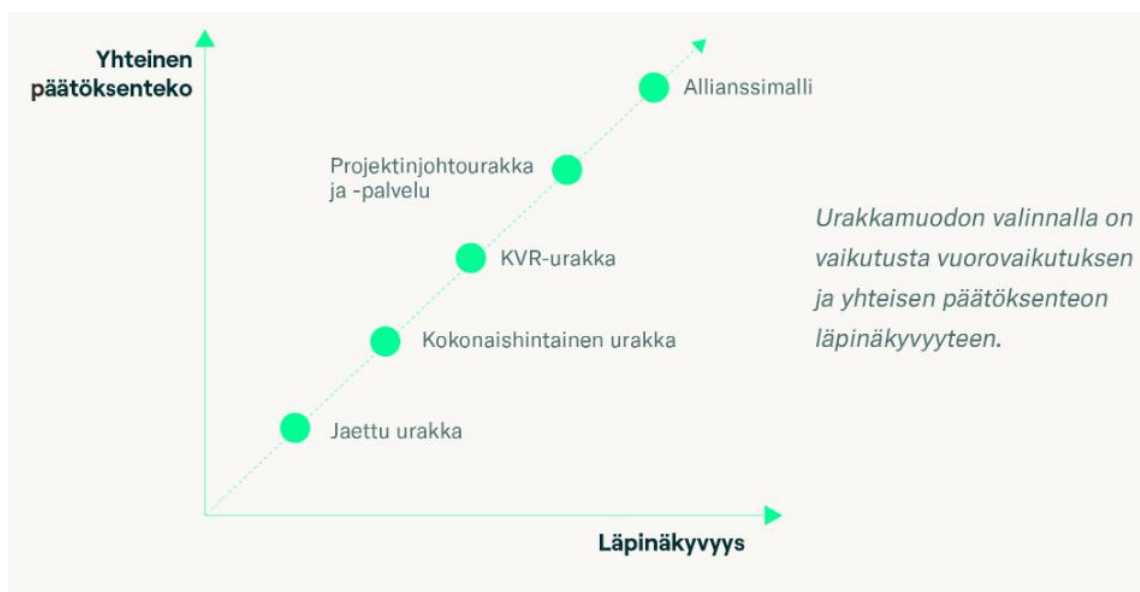 Yhteinen
päätöksenteko
Allianssimalli
Projektinjohtourakka
ja -palvelu
Urakkamuodon valinnalla on
vaikutusta vuorovaikutuksen
ja yhteisen päätöksenteon
läpinäkyvyyteen.
KVR-urakka
Kokonaishintainen urakka
Jaettu urakka
Läpinäkyvyys